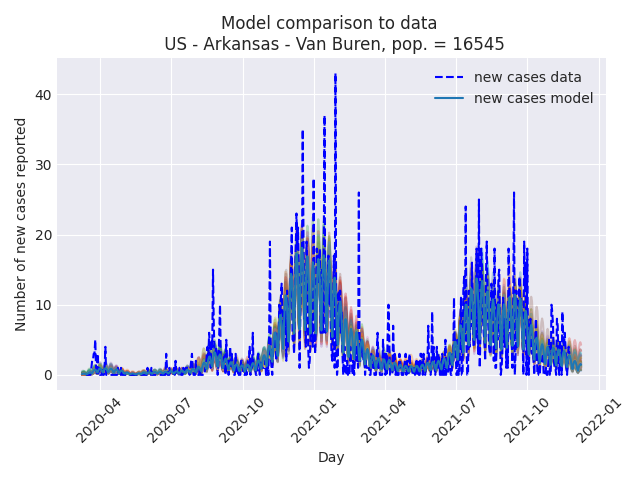 Model comparison to data
US - Arkansas - Van Buren, pop. = 16545
Number of new cases reported
40
30
20
10
0
new cases data
new cases model
2020-04
2020-07
2020-10
2021-01
2021-04
2021-07
2021-10
2022-01
Day